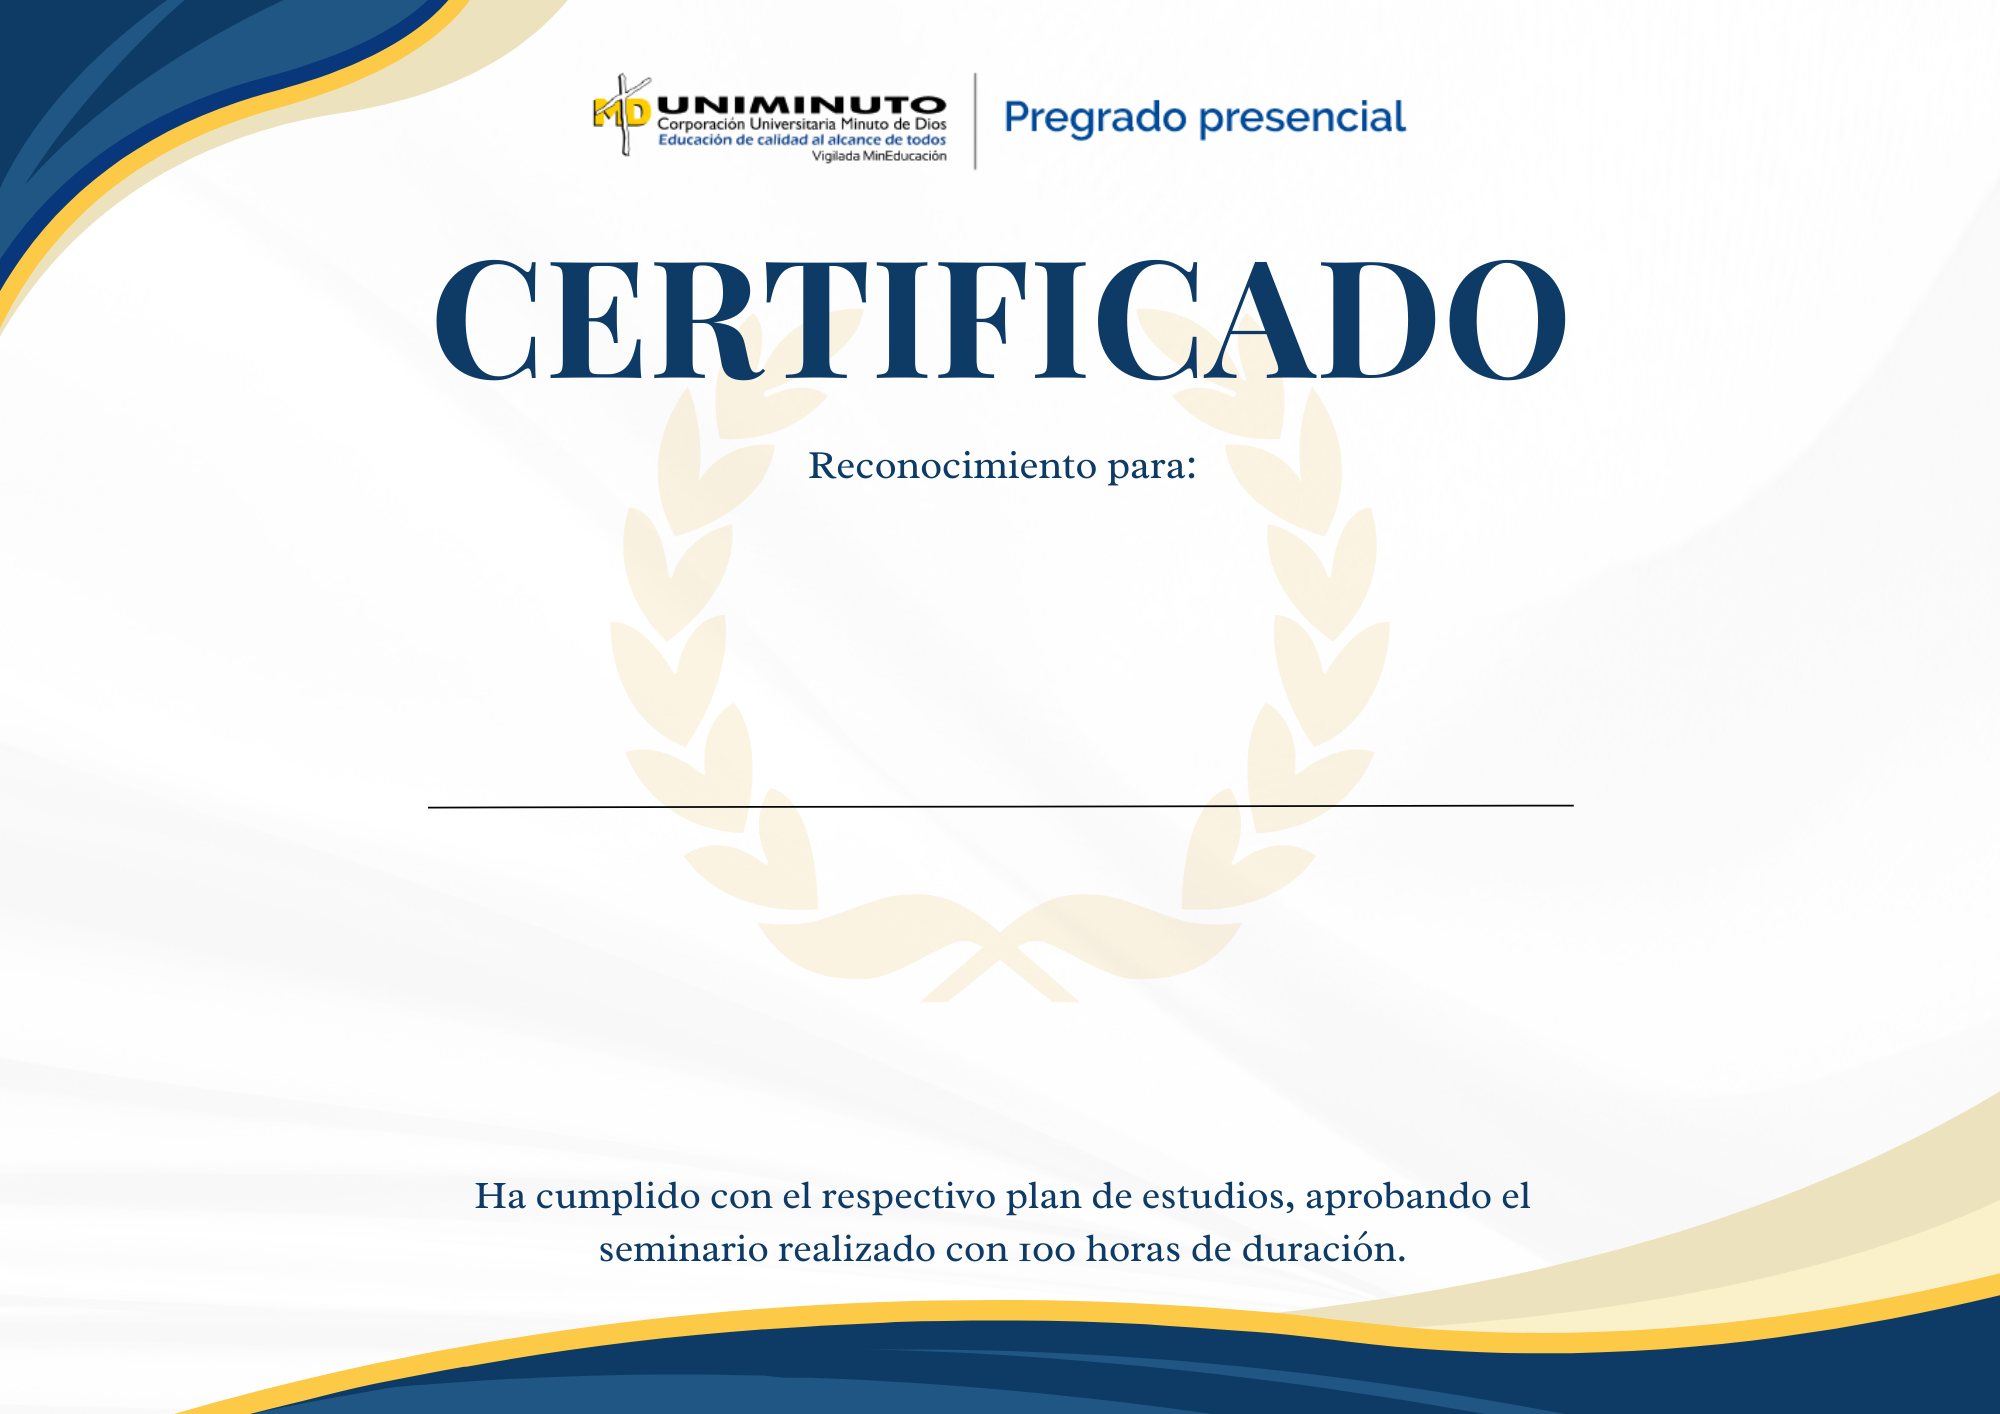 MD UNIMINUTO
Corporación Universitaria Minuto de Dios
Educación de calidad al alcance de todos
Vigilada MinEducación
Pregrado presencial
CERTIFICADO
Reconocimiento para:
Ha cumplido con el respectivo plan de estudios, aprobando el
seminario realizado con 100 horas de duración.